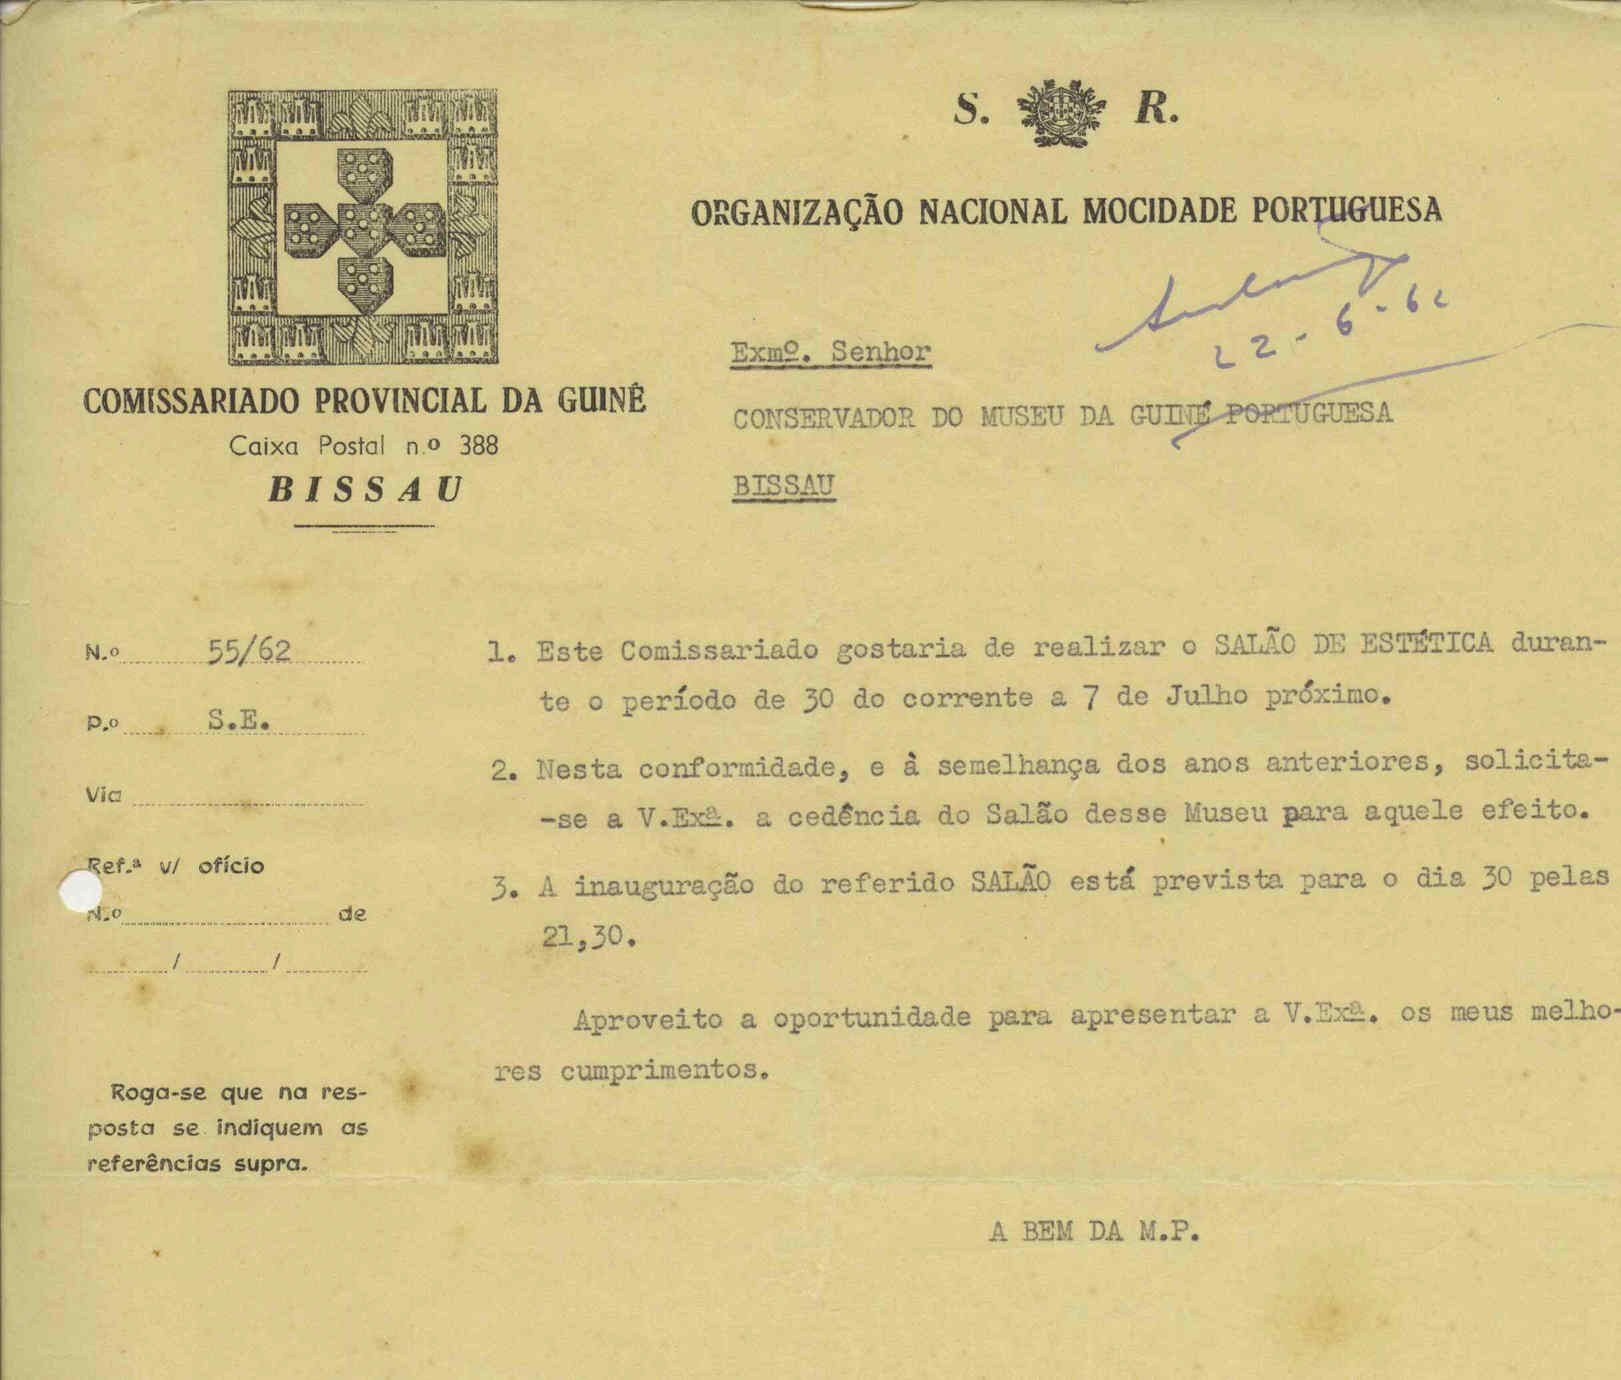 S. R.
ORGANIZAÇÃO NACIONAL MOCIDADE PORTUGUESA
22-6-62
COMISSARIADO PROVINCIAL DA GUINÉ
Caixa Postal n.º 388
BISSAU
Exmº. Senhor
CONSERVADOR DO MUSEU DA GUINÉ PORTUGUESA
BISSAU
N.º 55/62
P.º S.E.
Via
Ref.ª v/ ofício
N.º de
/ /
Roga-se que na res-
posta se indiquem as
referências supra.
1. Este Comissariado gostaria de realizar o SALÃO DE ESTÉTICA duran-
te o período de 30 do corrente a 7 de Julho próximo.
2. Nesta conformidade, e à semelhança dos anos anteriores, solicita-
-se a V.Exª. a cedência do Salão desse Museu para aquele efeito.
3. A inauguração do referido SALÃO está prevista para o dia 30 pelas
21,30.
Aproveito a oportunidade para apresentar a V.Exª. os meus melho-
res cumprimentos.
A BEM DA M.P.